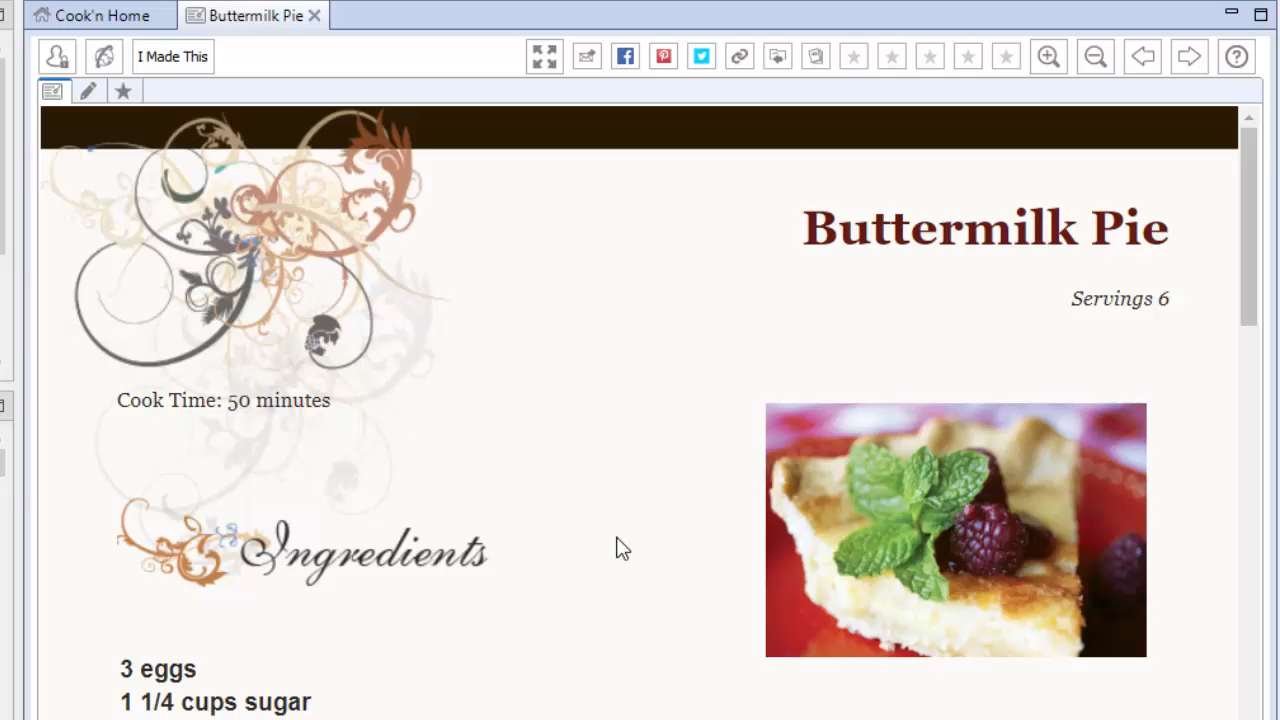 Cook'n Home
Buttermilk Pie
I Made This
Buttermilk Pie
Servings 6
Cook Time: 50 minutes
Ingredients
3 eggs
1 1/4 cups sugar